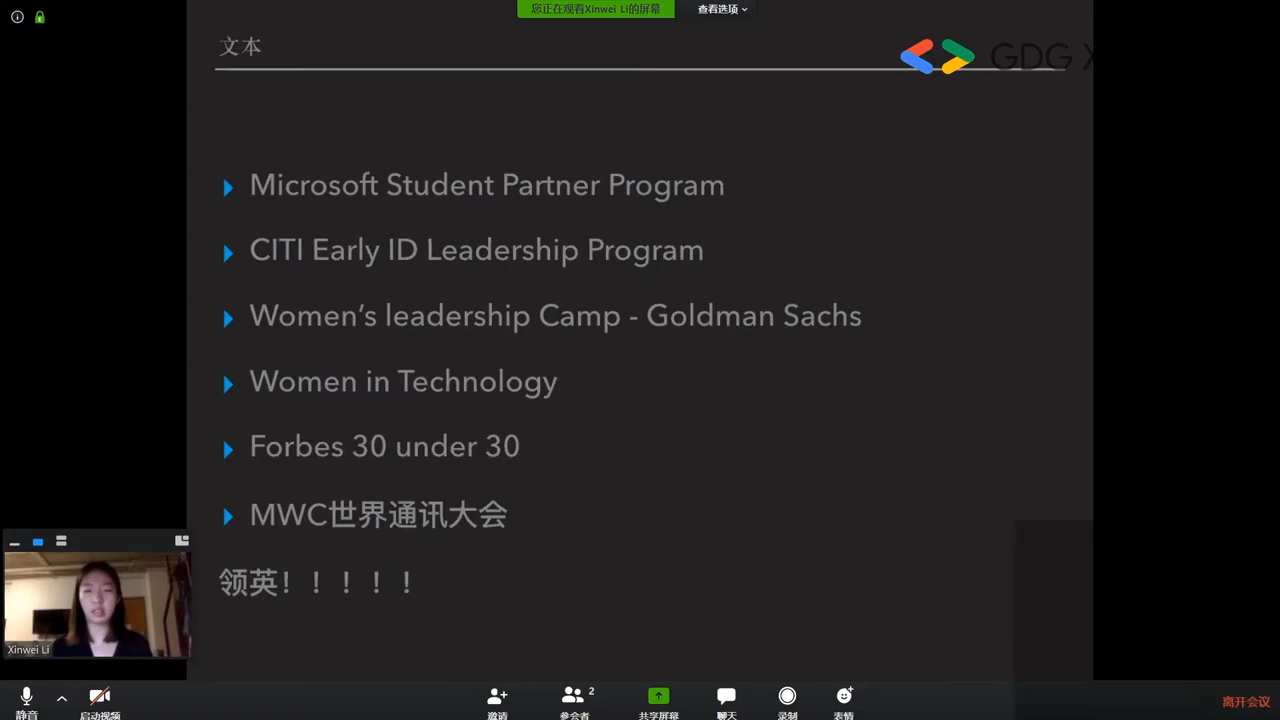 您正在观看Xinwei Li的屏幕
查看选项
文本
GDG
Microsoft Student Partner Program
CITI Early ID Leadership Program
Women’s leadership Camp - Goldman Sachs
Women in Technology
Forbes 30 under 30
MWC世界通讯大会
领英！！！！！
Xinwei Li
静音
启动视频
邀请
参会者
2
共享屏幕
聊天
录制
表情
离开会议